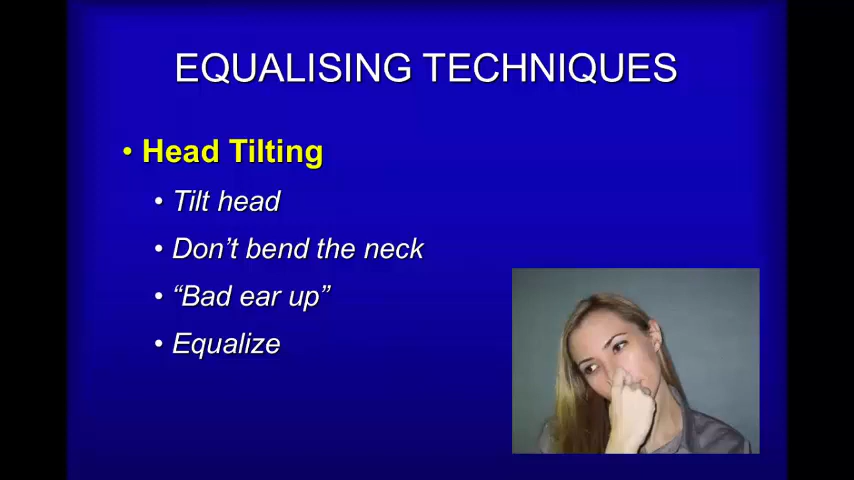 EQUALISING TECHNIQUES
• Head Tilting
• Tilt head
• Don’t bend the neck
• “Bad ear up”
• Equalize